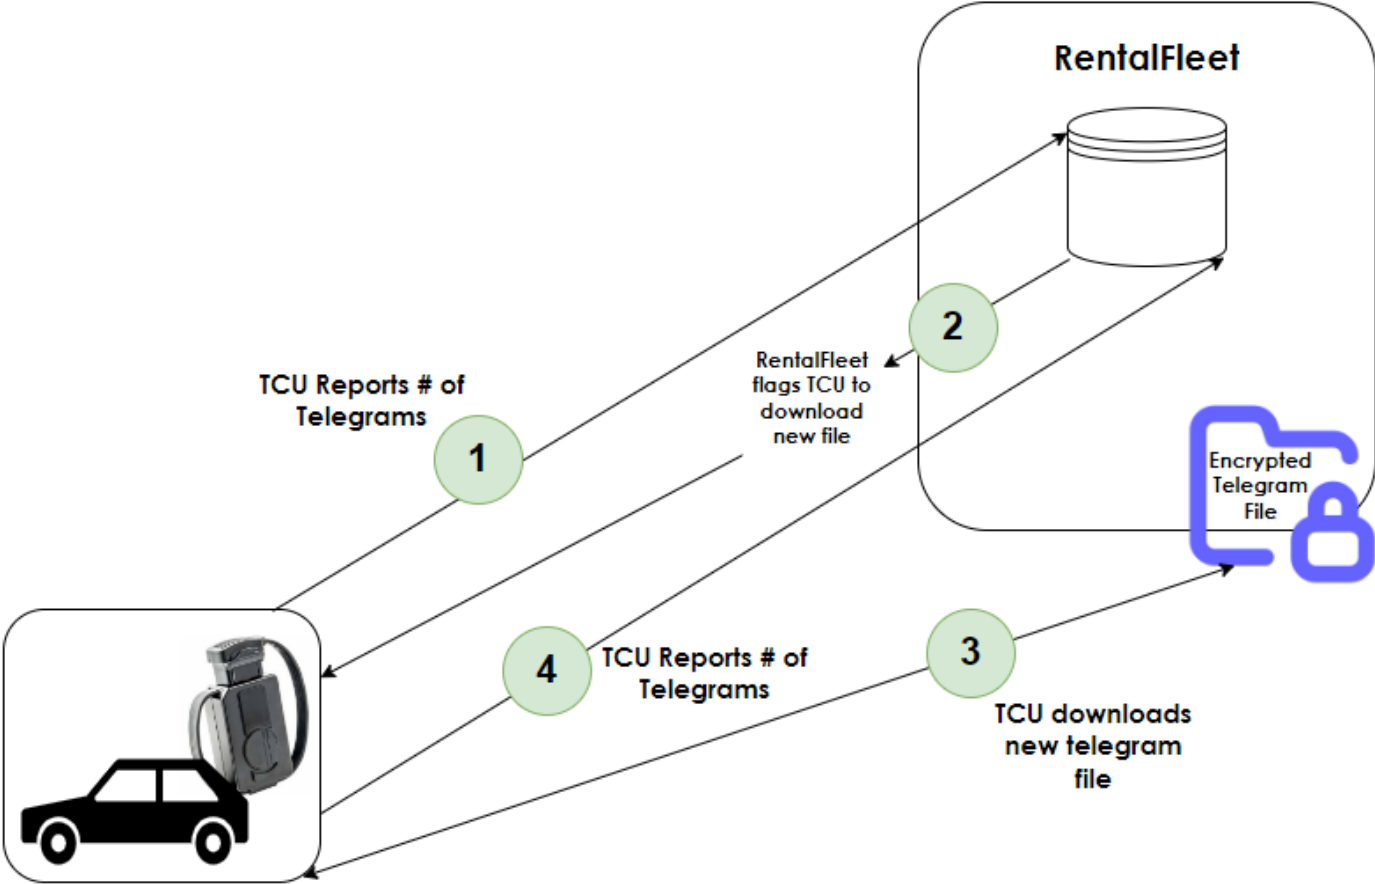 RentalFleet
2
RentalFleet
flags TCU to
download
new file
TCU Reports # of
Telegrams
1
Encrypted
Telegram
File
4
TCU Reports # of
Telegrams
3
TCU downloads
new telegram
file